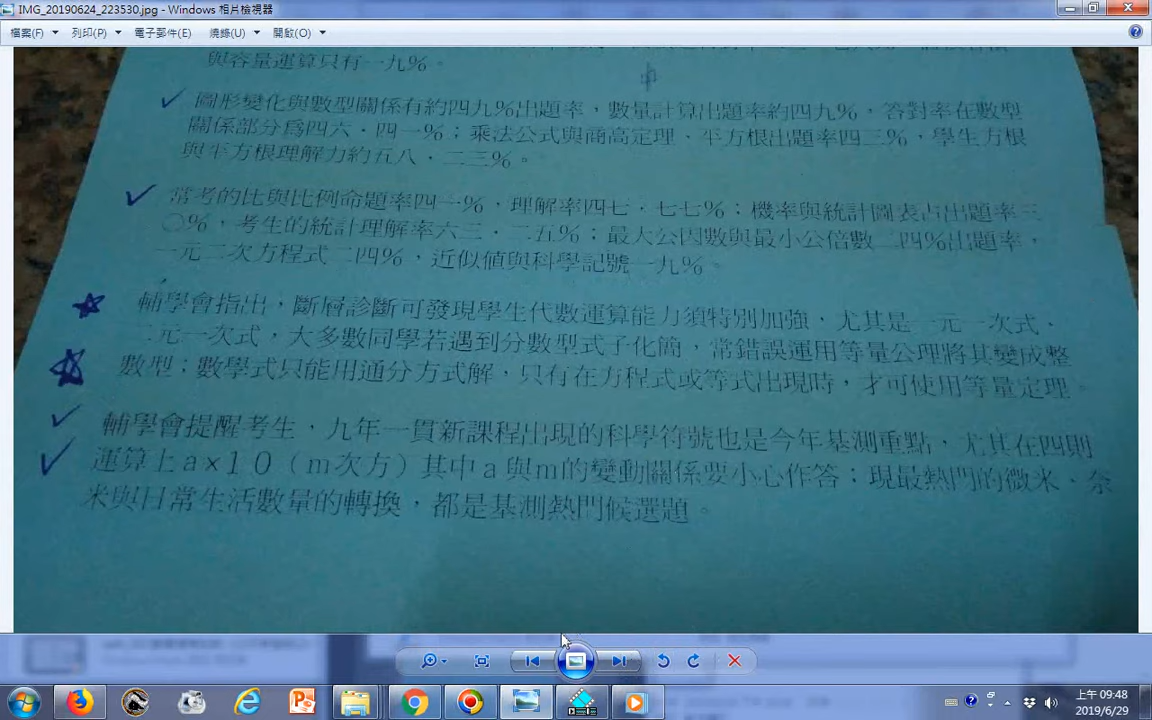 IMG_20190624_223530.jpg - Windows 相片檢視器
檔案(F) 列印(P) 電子郵件(E) 燒錄(U) 開啟(O)
與容量運算只有一九%。
圖形變化與數型關係有約四九%出題率，數量計算出題率約四九%，答對率在數型
關係部分為四六．四一%；乘法公式與商高定理、平方根出題率四三%，學生方根
與平方根理解力約五八．二三%。
常考的比與比例命題率四一%，理解率四七．七七%；機率與統計圖表占出題率三
○%，考生的統計理解率六三．二五%；最大公因數與最小公倍數二四%出題率，
一元二次方程式二四%，近似值與科學記號一九%。
輔學會指出，斷層診斷可發現學生代數運算能力須特別加強，尤其是一元一次式、
二元一次式，大多數同學若遇到分數型式子化簡，常錯誤運用等量公理將其變成整
數型；數學式只能用通分方式解，只有在方程式或等式出現時，才可使用等量定理。
輔學會提醒考生，九年一貫新課程出現的科學符號也是今年基測重點，尤其在四則
運算上a×10（m次方）其中a與m的變動關係要小心作答；現最熱門的微米、奈
米與日常生活數量的轉換，都是基測熱門候選題。
上午 09:48
2019/6/29